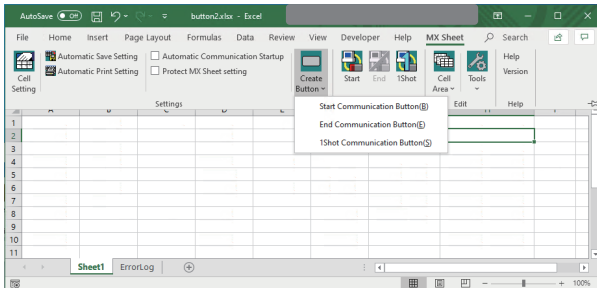 AutoSave Off button2.xlsx - Excel
File Home Insert Page Layout Formulas Data Review View Developer Help MX Sheet Search
Cell Setting
Automatic Save Setting
Automatic Print Setting
Automatic Communication Startup
Protect MX Sheet setting
Create Button
Start End 1Shot
Cell Area
Tools
Help
Version
Settings Edit Help
Start Communication Button(B)
End Communication Button(E)
1Shot Communication Button(S)
1
2
3
4
5
6
7
8
9
10
11
Sheet1 ErrorLog
100%